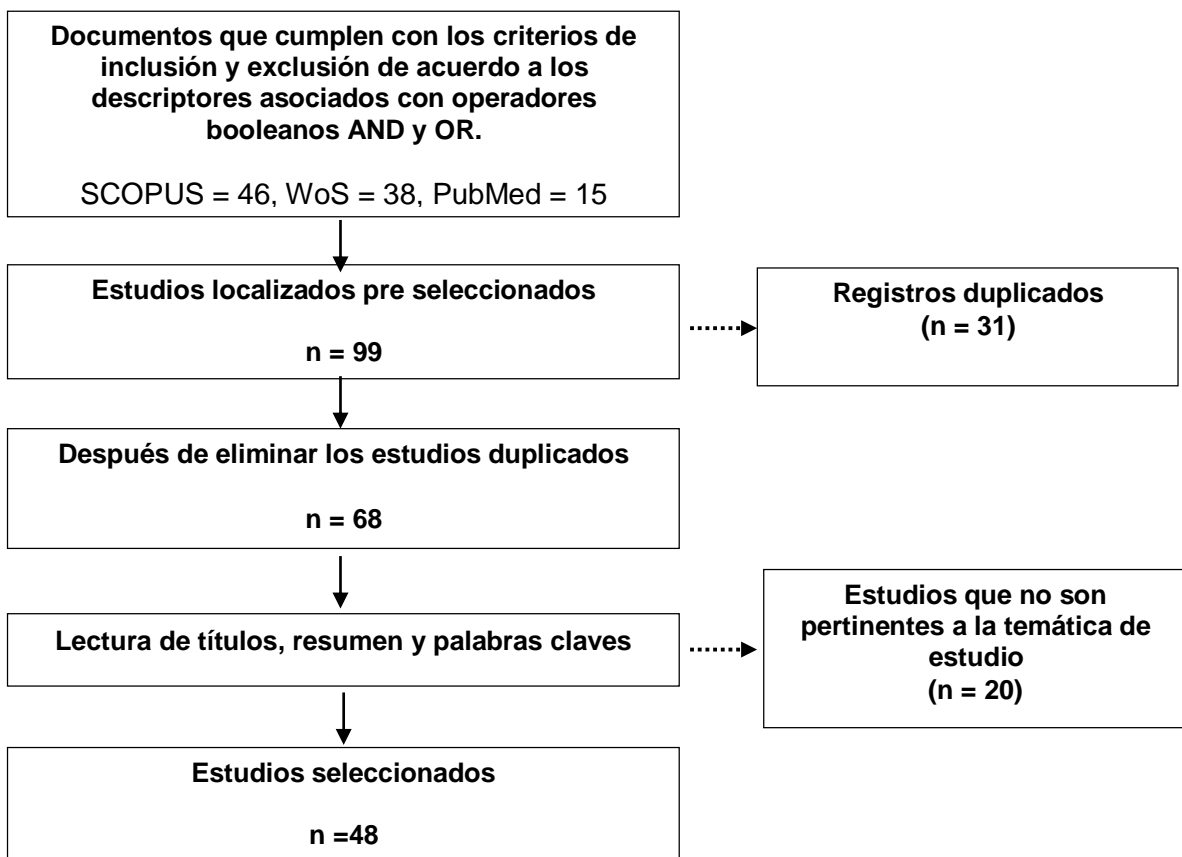 Documentos que cumplen con los criterios de
inclusión y exclusión de acuerdo a los
descriptores asociados con operadores
booleanos AND y OR.
SCOPUS = 46, WoS = 38, PubMed = 15
Estudios localizados pre seleccionados
n = 99
Registros duplicados
(n = 31)
Después de eliminar los estudios duplicados
n = 68
Lectura de títulos, resumen y palabras claves
Estudios que no son
pertinentes a la temática de
estudio
(n = 20)
Estudios seleccionados
n =48